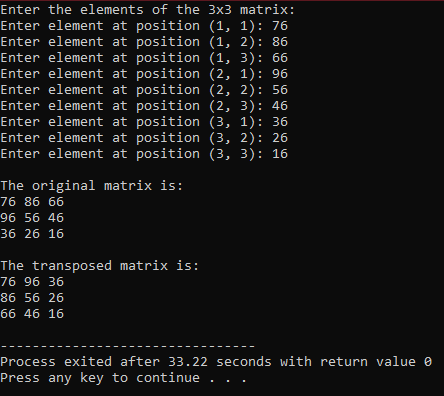 Enter the elements of the 3x3 matrix:
Enter element at position (1, 1): 76
Enter element at position (1, 2): 86
Enter element at position (1, 3): 66
Enter element at position (2, 1): 96
Enter element at position (2, 2): 56
Enter element at position (2, 3): 46
Enter element at position (3, 1): 36
Enter element at position (3, 2): 26
Enter element at position (3, 3): 16
The original matrix is:
76 86 66
96 56 46
36 26 16
The transposed matrix is:
76 96 36
86 56 26
66 46 16
--------------------------------
Process exited after 33.22 seconds with return value 0
Press any key to continue . . .